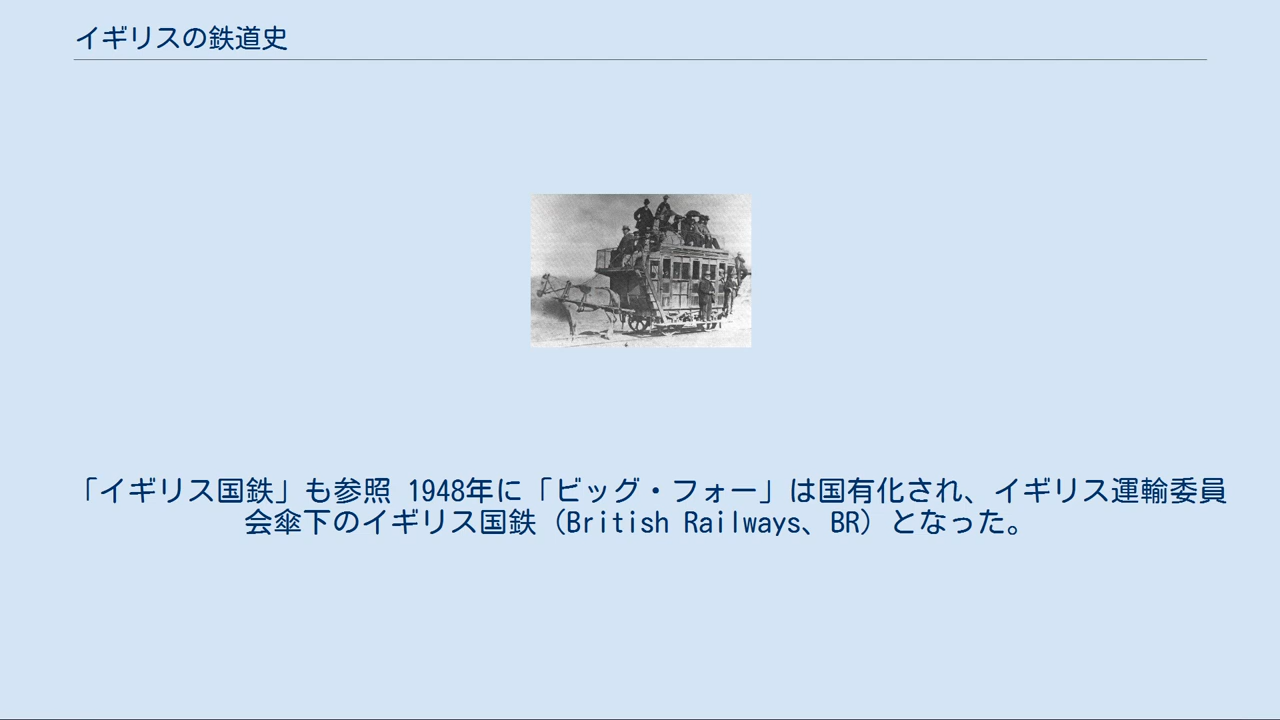 イギリスの鉄道史
「イギリス国鉄」も参照 1948年に「ビッグ・フォー」は国有化され、イギリス運輸委員
会傘下のイギリス国鉄（British Railways、BR）となった。